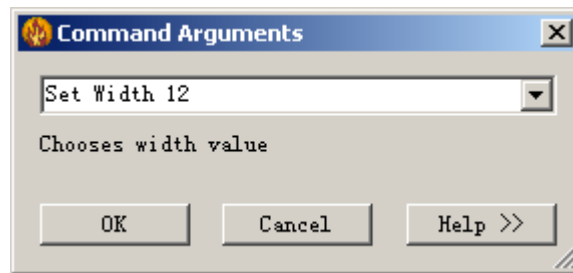 Command Arguments
Set Width 12
Chooses width value
OK Cancel Help >>